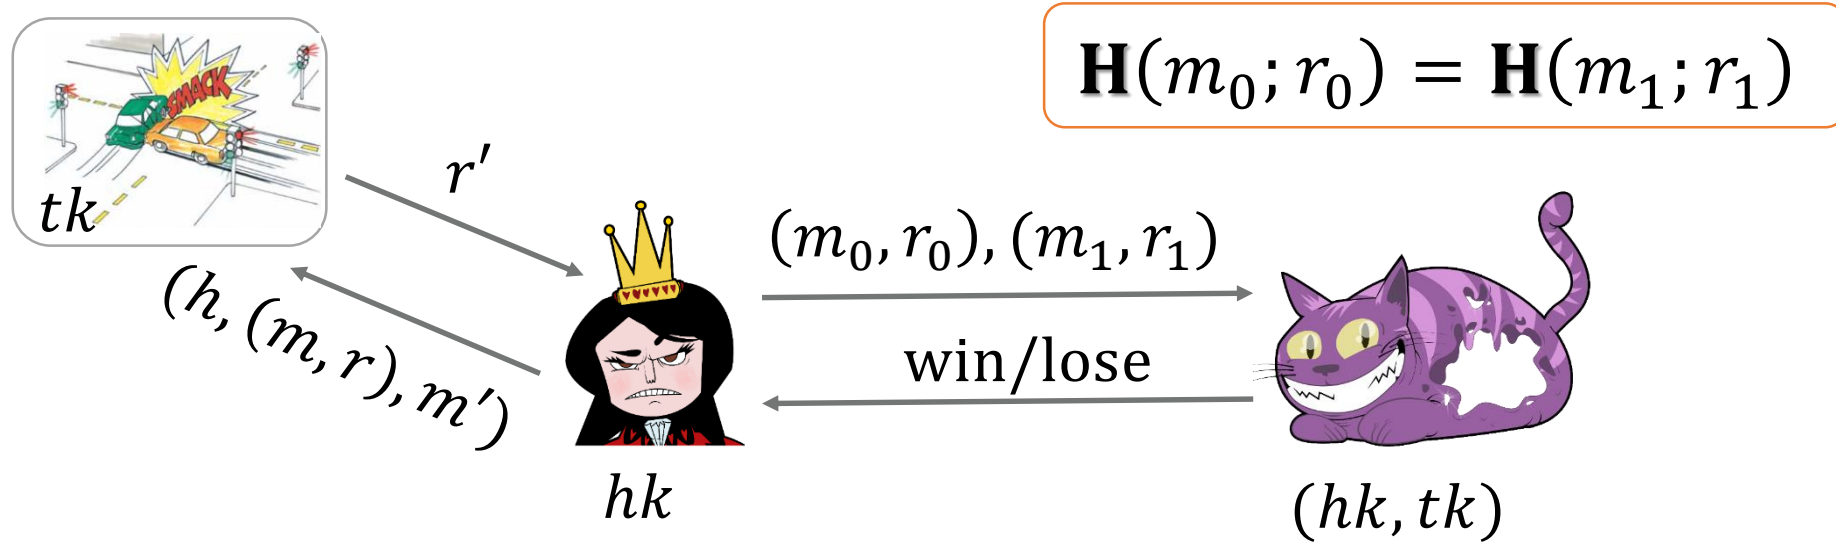 𝐇(m₀; r₀) = 𝐇(m₁; r₁)
SMACK
tk
r′
(h, (m, r), m′)
(m₀, r₀), (m₁, r₁)
win/lose
hk
(hk, tk)